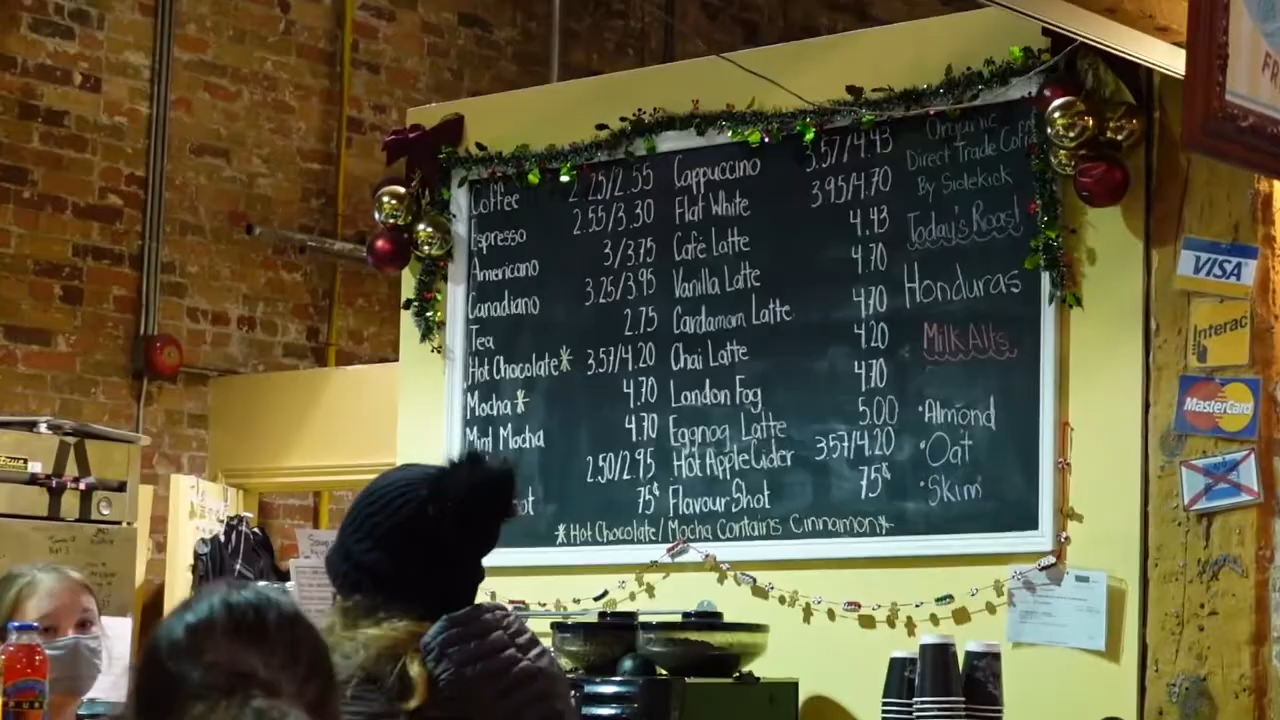 Coffee 2.25/2.55
Espresso 2.55/3.30
Americano 3/3.75
Canadiano 3.25/3.95
Tea 2.75
Hot Chocolate* 3.57/4.20
Mocha* 4.70
Mint Mocha 4.70
2.50/2.95
ot 75¢
Cappuccino 3.57/4.43
Flat White 3.95/4.70
Café Latte 4.43
Vanilla Latte 4.70
Cardamom Latte 4.70
Chai Latte 4.20
London Fog 4.70
Eggnog Latte 5.00
Hot Apple Cider 3.57/4.20
Flavour Shot 75¢
*Hot Chocolate/Mocha Contains Cinnamon*
Organic
Direct Trade Coffe
By Sidekick
Today's Roast
Honduras
Milk Alts
•Almond
•Oat
•Skim
VISA
Interac
MasterCard
true
PUR
FR